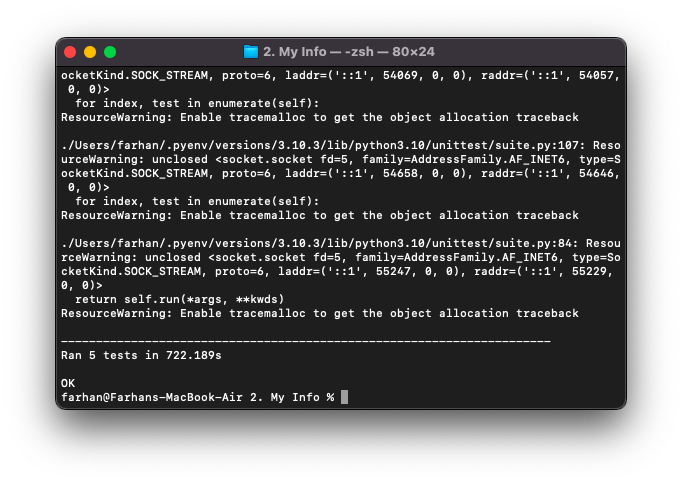 2. My Info — -zsh — 80×24
ocketKind.SOCK_STREAM, proto=6, laddr=('::1', 54069, 0, 0), raddr=('::1', 54057,
 0, 0)>
  for index, test in enumerate(self):
ResourceWarning: Enable tracemalloc to get the object allocation traceback

./Users/farhan/.pyenv/versions/3.10.3/lib/python3.10/unittest/suite.py:107: Reso
urceWarning: unclosed <socket.socket fd=5, family=AddressFamily.AF_INET6, type=S
ocketKind.SOCK_STREAM, proto=6, laddr=('::1', 54658, 0, 0), raddr=('::1', 54646,
 0, 0)>
  for index, test in enumerate(self):
ResourceWarning: Enable tracemalloc to get the object allocation traceback

./Users/farhan/.pyenv/versions/3.10.3/lib/python3.10/unittest/suite.py:84: Resou
rceWarning: unclosed <socket.socket fd=5, family=AddressFamily.AF_INET6, type=So
cketKind.SOCK_STREAM, proto=6, laddr=('::1', 55247, 0, 0), raddr=('::1', 55229, 
0, 0)>
  return self.run(*args, **kwds)
ResourceWarning: Enable tracemalloc to get the object allocation traceback

----------------------------------------------------------------------
Ran 5 tests in 722.189s

OK
farhan@Farhans-MacBook-Air 2. My Info %